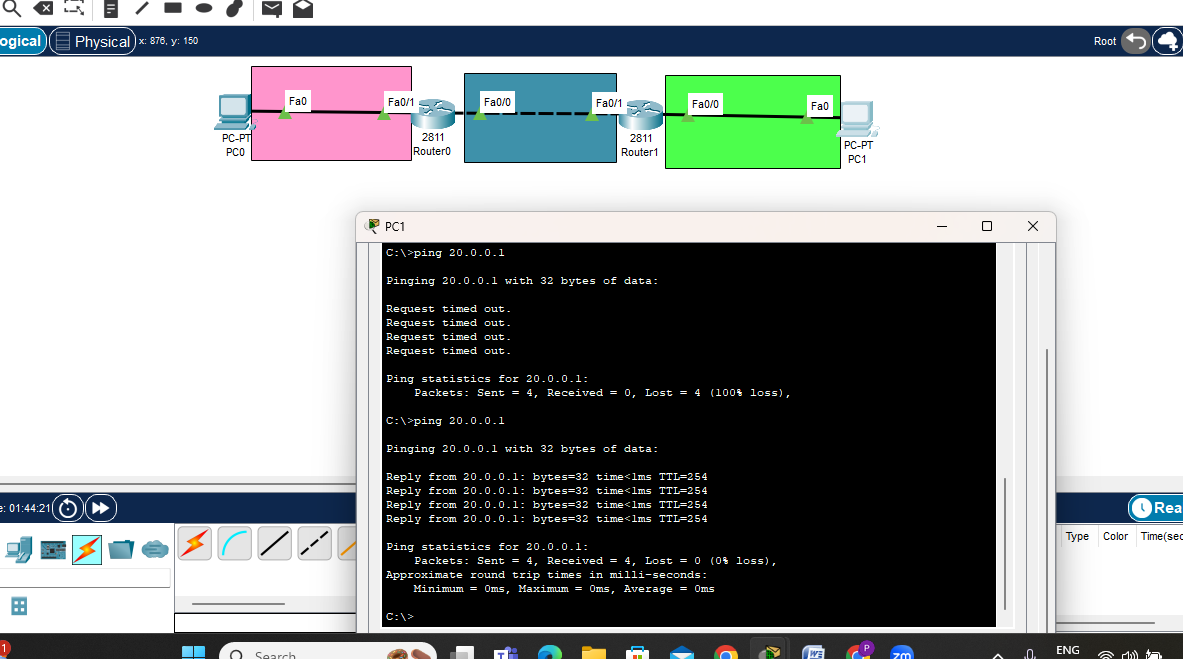 ogical
Physical
x: 876, y: 150
Root
Fa0
Fa0/1
Fa0/0
Fa0/1
Fa0/0
Fa0
PC-PT
PC0
2811
Router0
2811
Router1
PC-PT
PC1
PC1
C:\>ping 20.0.0.1
Pinging 20.0.0.1 with 32 bytes of data:
Request timed out.
Request timed out.
Request timed out.
Request timed out.
Ping statistics for 20.0.0.1:
Packets: Sent = 4, Received = 0, Lost = 4 (100% loss),
C:\>ping 20.0.0.1
Pinging 20.0.0.1 with 32 bytes of data:
Reply from 20.0.0.1: bytes=32 time<1ms TTL=254
Reply from 20.0.0.1: bytes=32 time<1ms TTL=254
Reply from 20.0.0.1: bytes=32 time<1ms TTL=254
Reply from 20.0.0.1: bytes=32 time<1ms TTL=254
Ping statistics for 20.0.0.1:
Packets: Sent = 4, Received = 4, Lost = 0 (0% loss),
Approximate round trip times in milli-seconds:
Minimum = 0ms, Maximum = 0ms, Average = 0ms
C:\>
e: 01:44:21
Rea
Type Color Time(sec
1
Search
P
zm
ENG